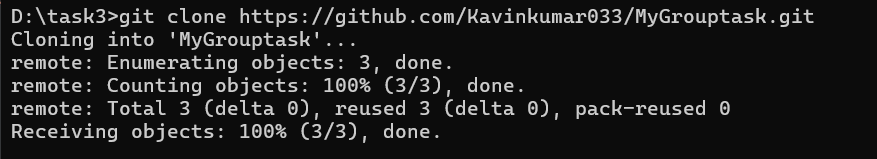 D:\task3>git clone https://github.com/Kavinkumar033/MyGrouptask.git
Cloning into 'MyGrouptask'...
remote: Enumerating objects: 3, done.
remote: Counting objects: 100% (3/3), done.
remote: Total 3 (delta 0), reused 3 (delta 0), pack-reused 0
Receiving objects: 100% (3/3), done.